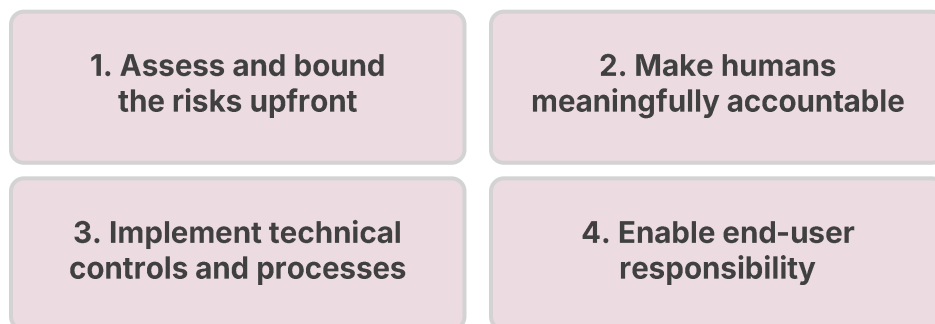 1. Assess and bound
the risks upfront
2. Make humans
meaningfully accountable
3. Implement technical
controls and processes
4. Enable end-user
responsibility